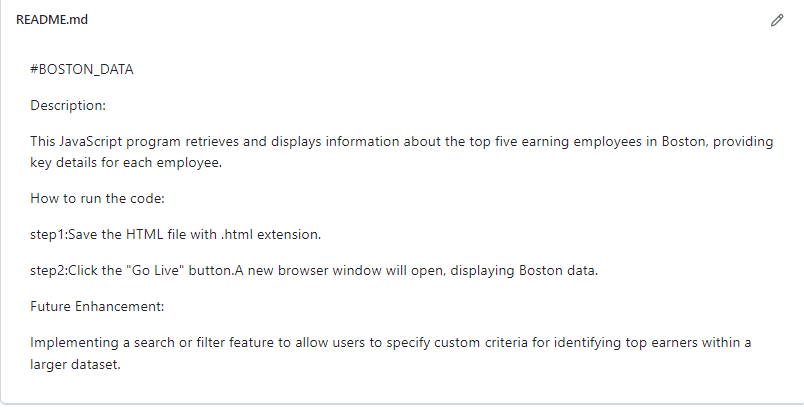 README.md
#BOSTON_DATA
Description:
This JavaScript program retrieves and displays information about the top five earning employees in Boston, providing
key details for each employee.
How to run the code:
step1:Save the HTML file with .html extension.
step2:Click the "Go Live" button.A new browser window will open, displaying Boston data.
Future Enhancement:
Implementing a search or filter feature to allow users to specify custom criteria for identifying top earners within a
larger dataset.